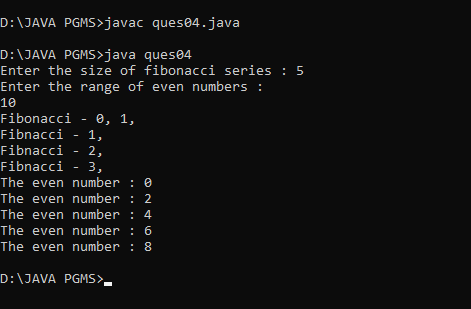 D:\JAVA PGMS>javac ques04.java
D:\JAVA PGMS>java ques04
Enter the size of fibonacci series : 5
Enter the range of even numbers :
10
Fibonacci - 0, 1,
Fibnacci - 1,
Fibnacci - 2,
Fibnacci - 3,
The even number : 0
The even number : 2
The even number : 4
The even number : 6
The even number : 8
D:\JAVA PGMS>